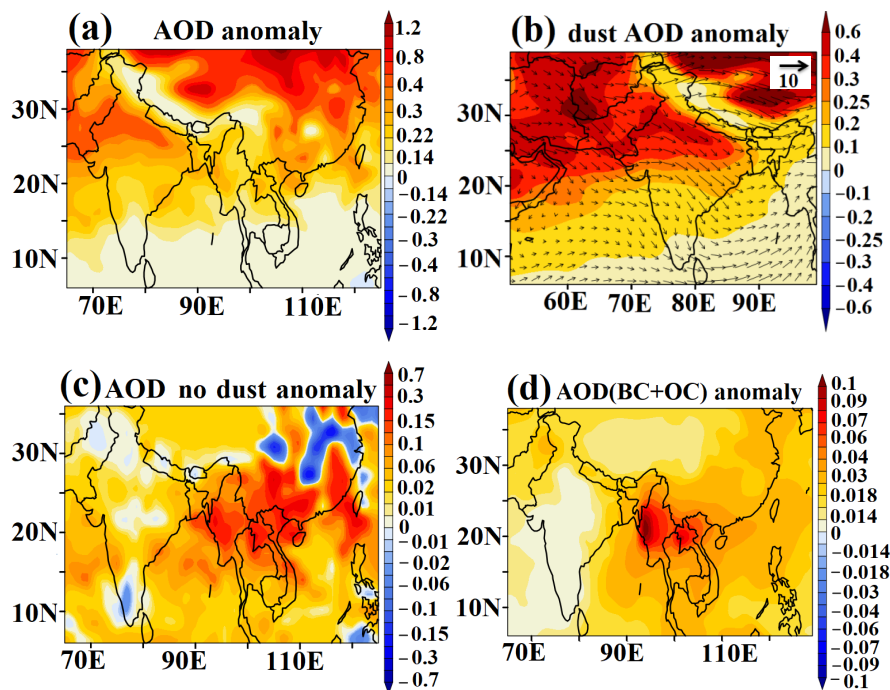 (a) AOD anomaly
30N
20N
10N
70E 90E 110E
1.2
0.8
0.4
0.3
0.22
0.14
0
−0.14
−0.22
−0.3
−0.4
−0.8
−1.2
(b) dust AOD anomaly
10
30N
20N
10N
60E 70E 80E 90E
0.6
0.4
0.3
0.25
0.2
0.1
0
−0.1
−0.2
−0.25
−0.3
−0.4
−0.6
(c) AOD no dust anomaly
30N
20N
10N
70E 90E 110E
0.7
0.3
0.15
0.1
0.06
0.02
0.01
0
−0.01
−0.02
−0.06
−0.1
−0.15
−0.3
−0.7
(d) AOD(BC+OC) anomaly
30N
20N
10N
70E 90E 110E
0.1
0.09
0.07
0.06
0.04
0.03
0.018
0.014
0
−0.014
−0.018
−0.03
−0.04
−0.06
−0.07
−0.09
−0.1